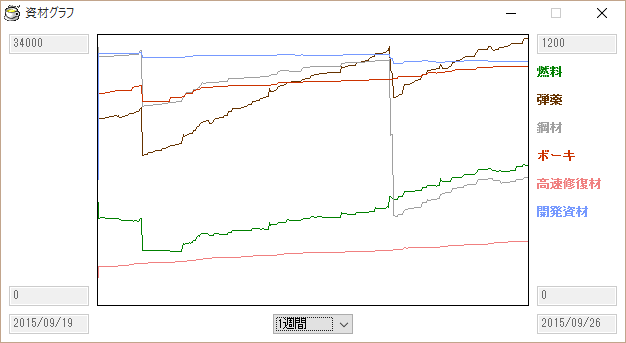 資材グラフ
34000
1200
燃料
弾薬
鋼材
ボーキ
高速修復材
開発資材
0
0
2015/09/19
1週間
2015/09/26